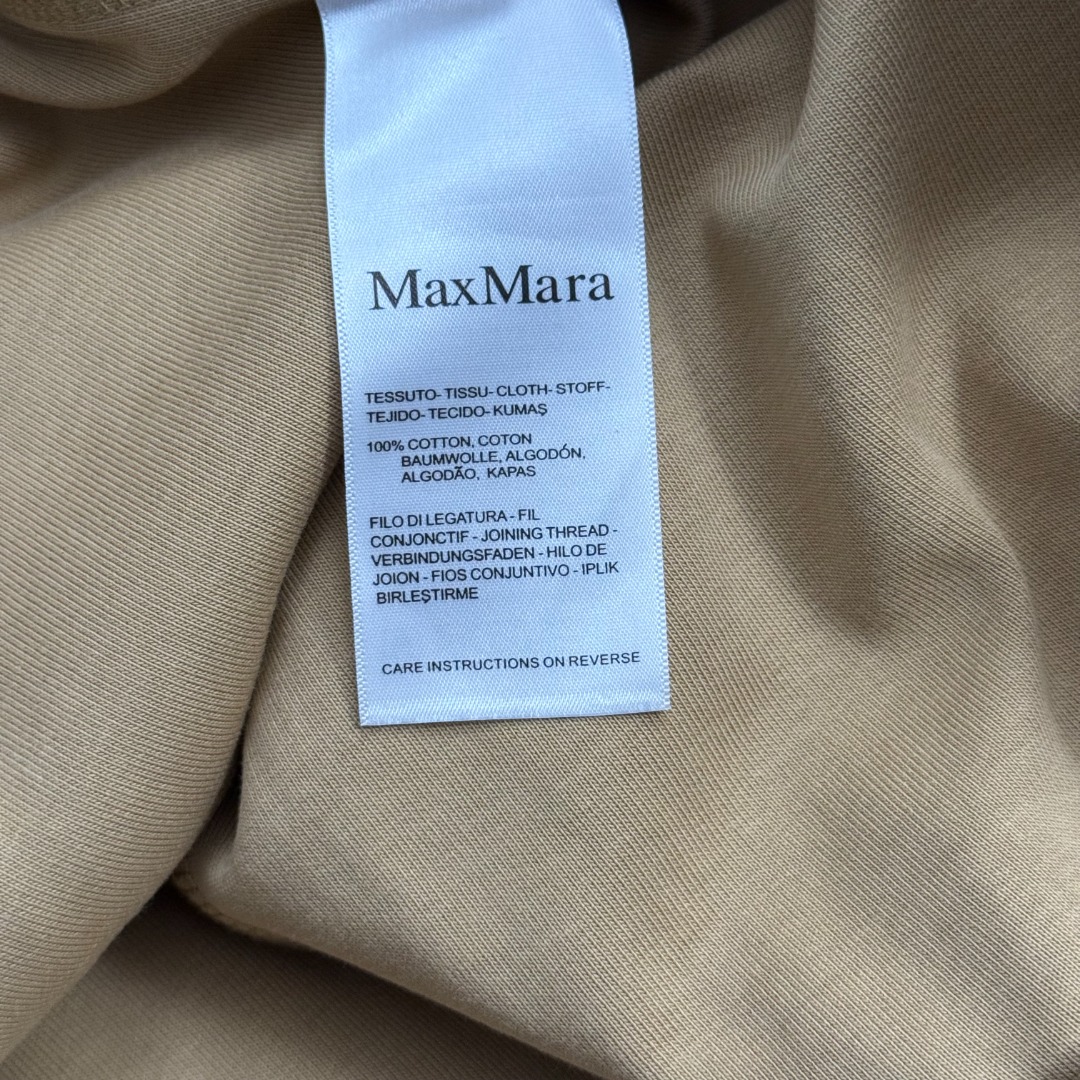 MaxMara
TESSUTO- TISSU- CLOTH- STOFF-
TEJIDO- TECIDO- KUMAŞ
100% COTTON, COTON
BAUMWOLLE, ALGODÓN,
ALGODÃO, KAPAS
FILO DI LEGATURA - FIL
CONJONCTIF - JOINING THREAD -
VERBINDUNGSFADEN - HILO DE
JOION - FIOS CONJUNTIVO - IPLIK
BIRLEŞTIRME
CARE INSTRUCTIONS ON REVERSE